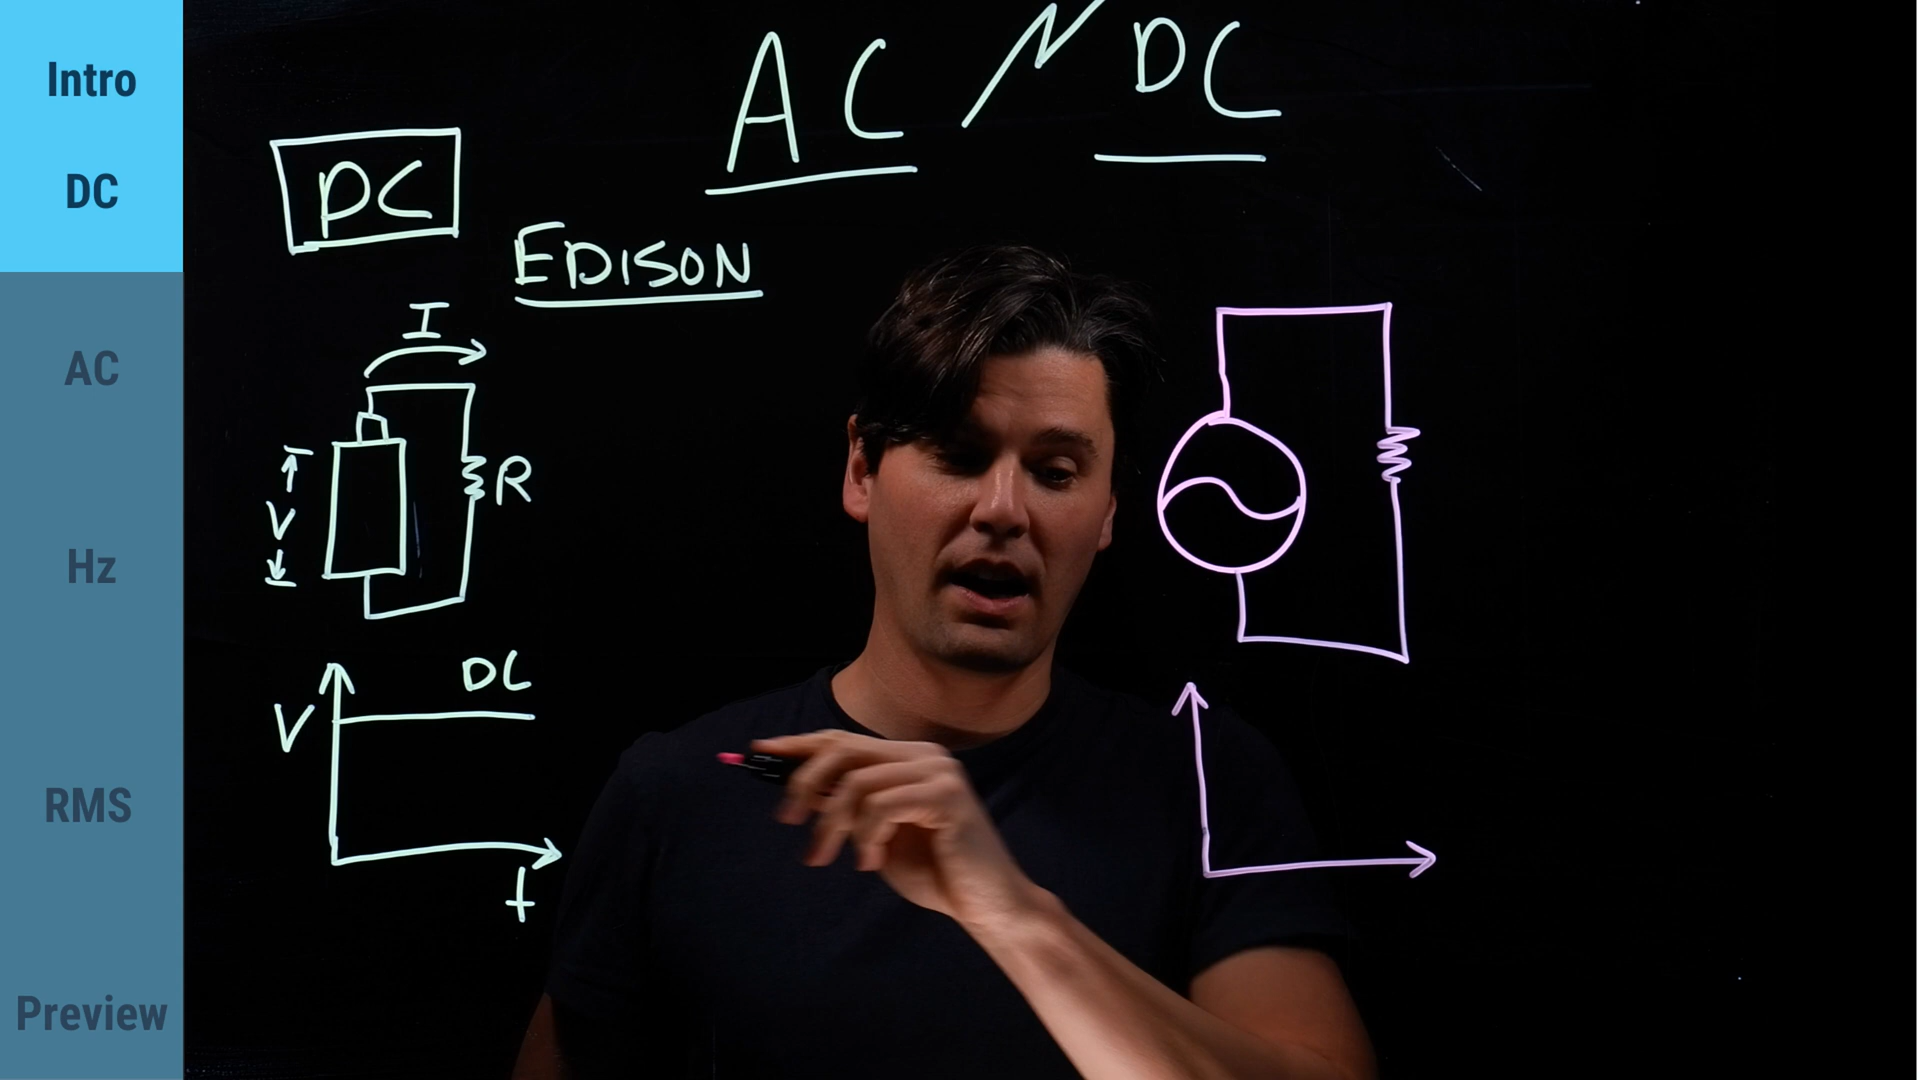 Intro
DC
AC
Hz
RMS
Preview
AC DC
DC
EDISON
I
V
R
V
DC
t